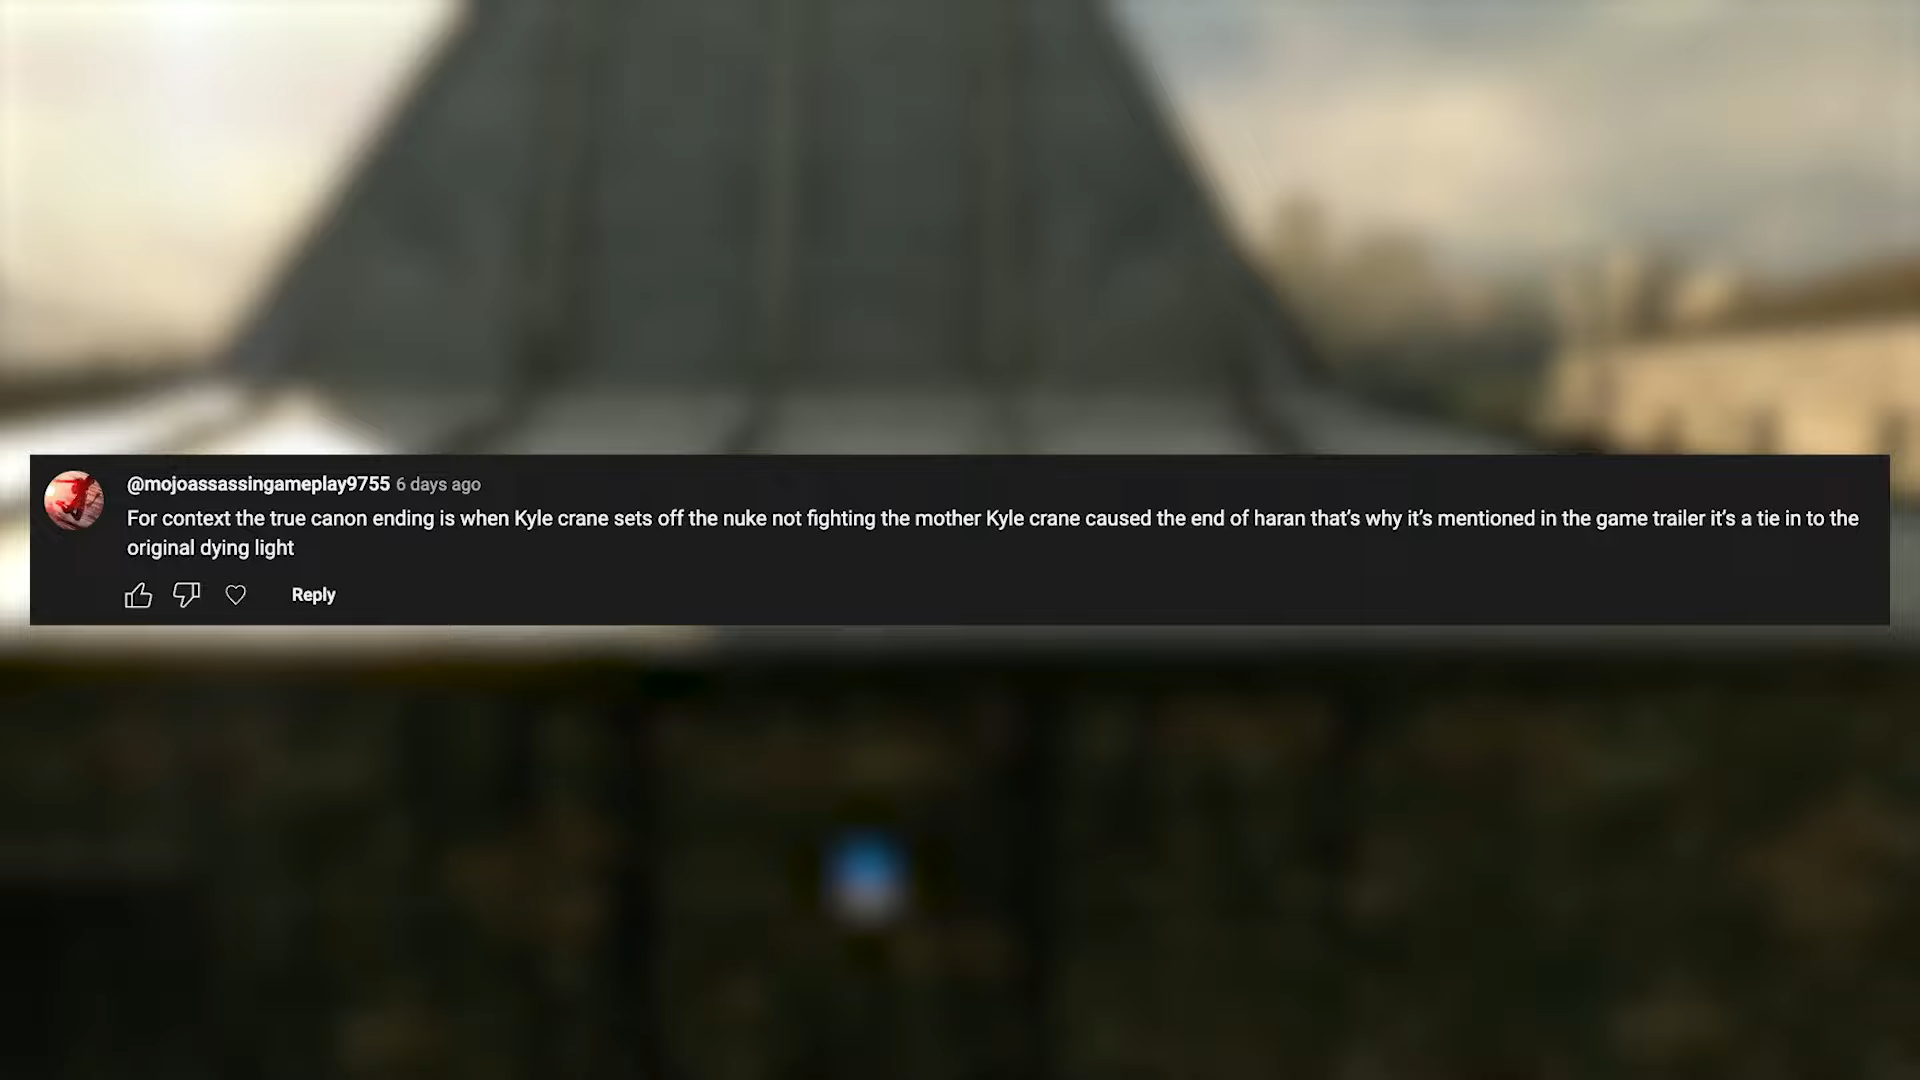 @mojoassassingameplay9755 6 days ago
For context the true canon ending is when Kyle crane sets off the nuke not fighting the mother Kyle crane caused the end of haran that’s why it’s mentioned in the game trailer it’s a tie in to the
original dying light
Reply